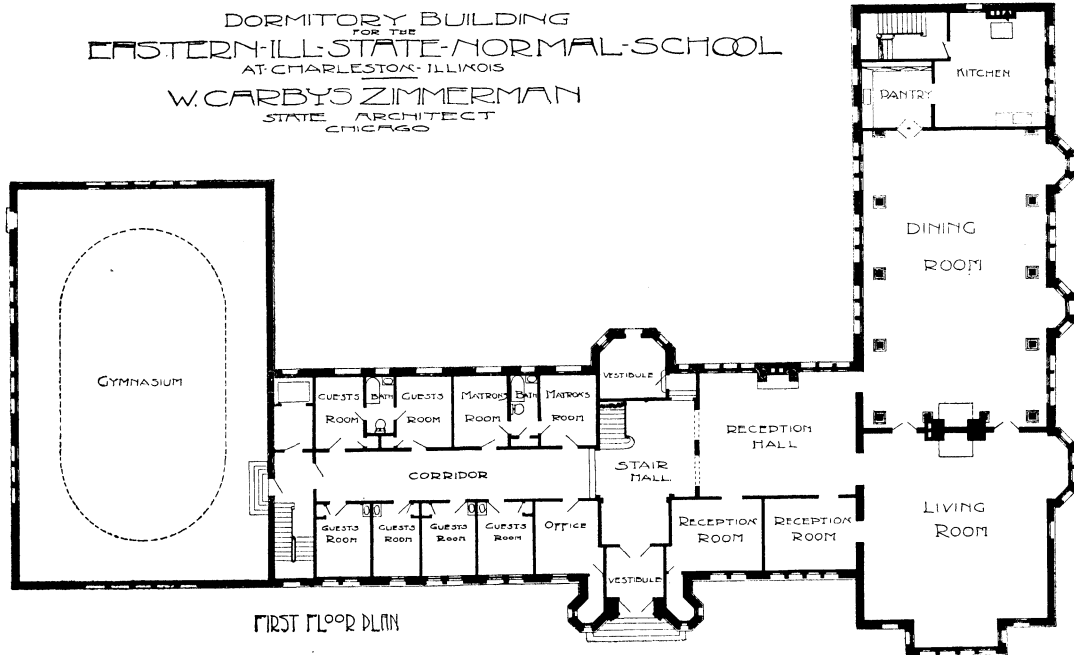 DORMITORY BUILDING
FOR THE
EASTERN-ILL-STATE-NORMAL-SCHOOL
AT-CHARLESTON-ILLINOIS
W. CARBYS ZIMMERMAN
STATE ARCHITECT
CHICAGO
KITCHEN
PANTRY
DINING
ROOM
GYMNASIUM
GUESTS
ROOM
BATH
GUESTS
ROOM
MATRONS
ROOM
BATH
MATRONS
ROOM
VESTIBULE
RECEPTION
HALL
CORRIDOR
STAIR
HALL
LIVING
ROOM
GUESTS
ROOM
GUESTS
ROOM
GUESTS
ROOM
GUESTS
ROOM
OFFICE
RECEPTION
ROOM
RECEPTION
ROOM
VESTIBULE
FIRST FLOOR PLAN